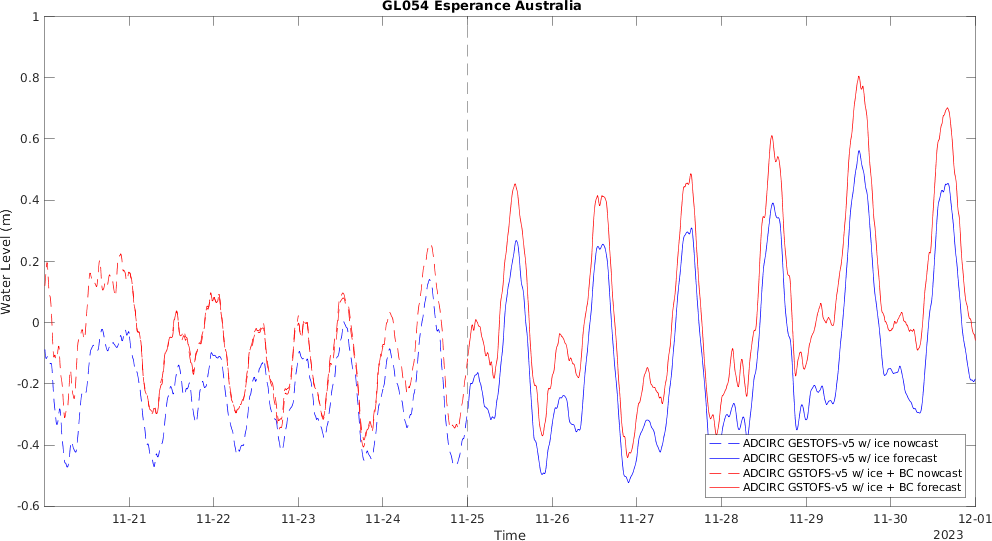 GL054 Esperance Australia
1
0.8
0.6
0.4
0.2
0
-0.2
-0.4
-0.6
Water Level (m)
11-21 11-22 11-23 11-24 11-25 11-26 11-27 11-28 11-29 11-30 12-01
Time
2023
ADCIRC GESTOFS-v5 w/ ice nowcast
ADCIRC GESTOFS-v5 w/ ice forecast
ADCIRC GSTOFS-v5 w/ ice + BC nowcast
ADCIRC GSTOFS-v5 w/ ice + BC forecast